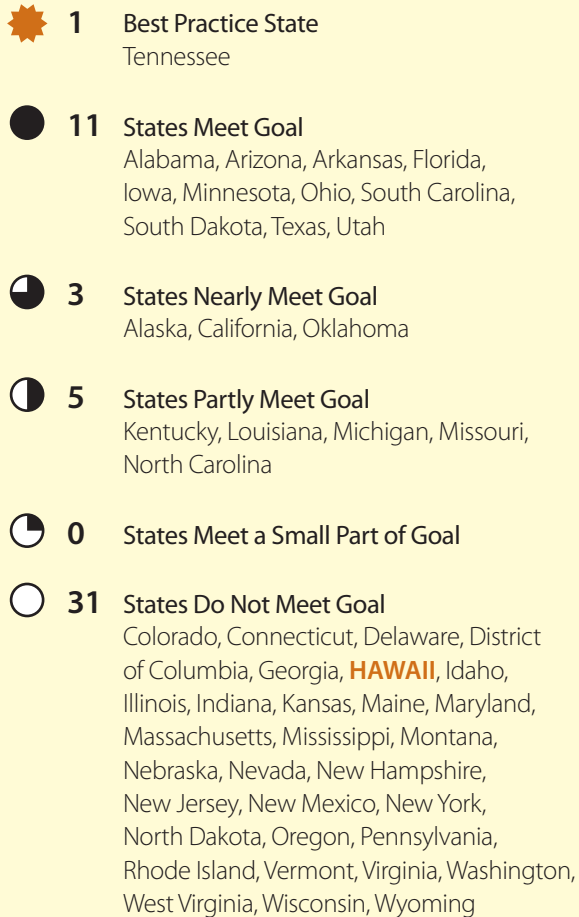 1 Best Practice State
Tennessee
11 States Meet Goal
Alabama, Arizona, Arkansas, Florida,
Iowa, Minnesota, Ohio, South Carolina,
South Dakota, Texas, Utah
3 States Nearly Meet Goal
Alaska, California, Oklahoma
5 States Partly Meet Goal
Kentucky, Louisiana, Michigan, Missouri,
North Carolina
0 States Meet a Small Part of Goal
31 States Do Not Meet Goal
Colorado, Connecticut, Delaware, District
of Columbia, Georgia, HAWAII, Idaho,
Illinois, Indiana, Kansas, Maine, Maryland,
Massachusetts, Mississippi, Montana,
Nebraska, Nevada, New Hampshire,
New Jersey, New Mexico, New York,
North Dakota, Oregon, Pennsylvania,
Rhode Island, Vermont, Virginia, Washington,
West Virginia, Wisconsin, Wyoming